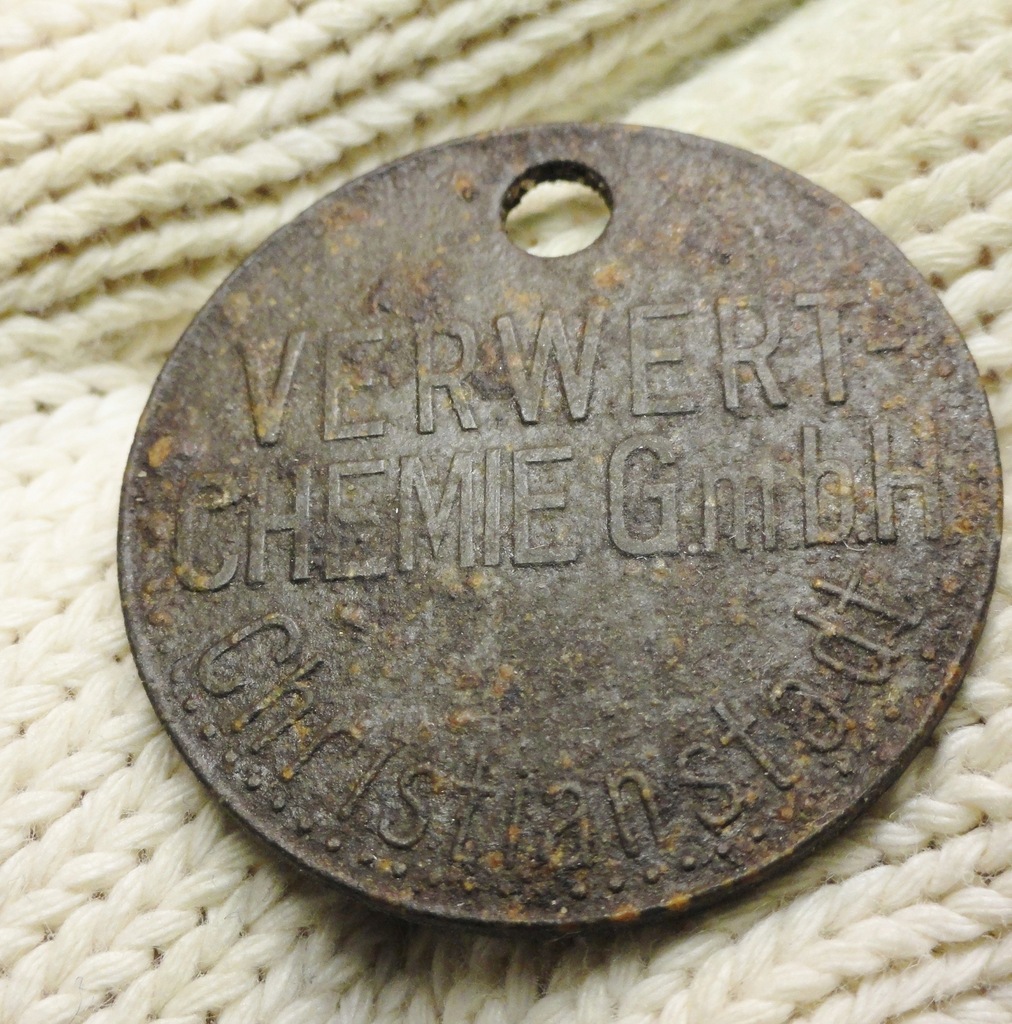 VERWERT-
CHEMIE G.m.b.H
Christianstadt